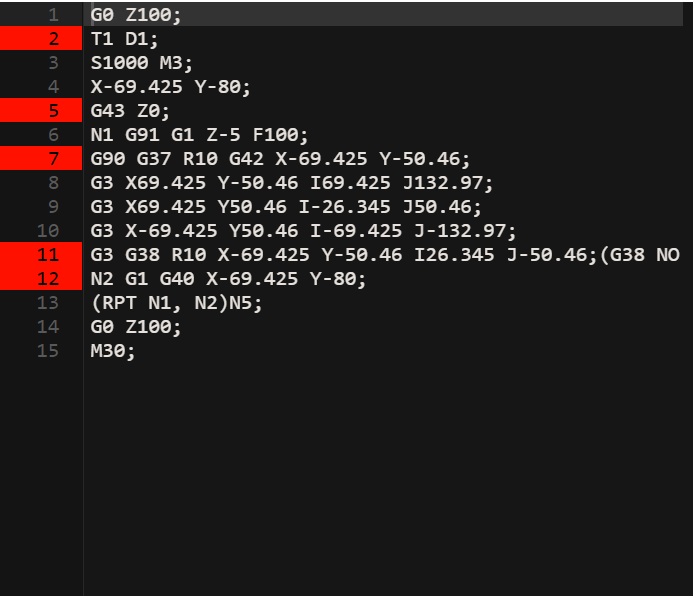 1 G0 Z100;
2 T1 D1;
3 S1000 M3;
4 X-69.425 Y-80;
5 G43 Z0;
6 N1 G91 G1 Z-5 F100;
7 G90 G37 R10 G42 X-69.425 Y-50.46;
8 G3 X69.425 Y-50.46 I69.425 J132.97;
9 G3 X69.425 Y50.46 I-26.345 J50.46;
10 G3 X-69.425 Y50.46 I-69.425 J-132.97;
11 G3 G38 R10 X-69.425 Y-50.46 I26.345 J-50.46;(G38 NO
12 N2 G1 G40 X-69.425 Y-80;
13 (RPT N1, N2)N5;
14 G0 Z100;
15 M30;